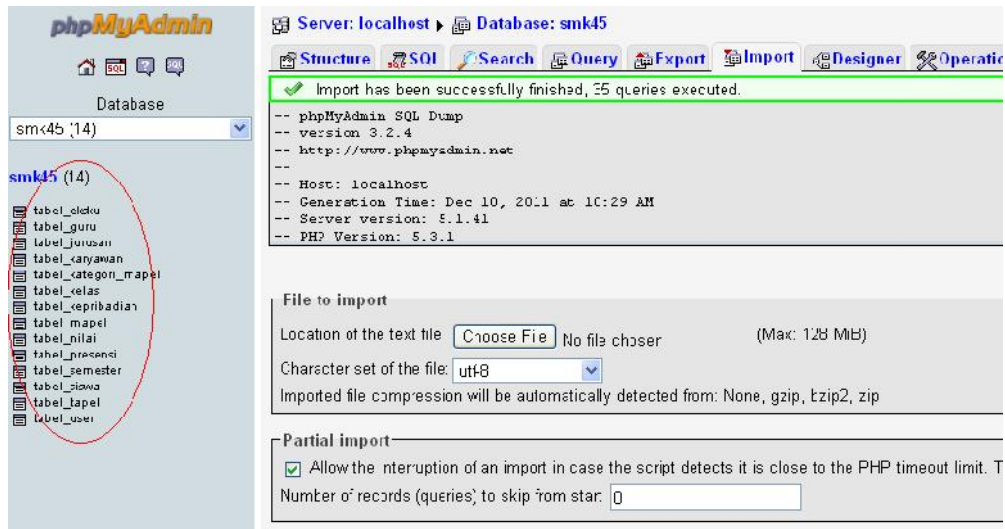 phpMyAdmin
SQL
Database
smk45 (14)
smk45 (14)
tabel_guru
tabel_jurusan
tabel_karyawan
tabel_kategori_mapel
tabel_kelas
tabel_kepribadian
tabel_mapel
tabel_nilai
tabel_presensi
tabel_semester
tabel_siswa
tabel_tapel
tabel_user
Server: localhost Database: smk45
Structure SQL Search Query Export Import Designer Operatio
Import has been successfully finished, 35 queries executed.
-- phpMyAdmin SQL Dump
-- version 3.2.4
-- http://www.phpmyadmin.net
--
-- Host: localhost
-- Generation Time: Dec 10, 2011 at 10:29 AM
-- Server version: 5.1.41
-- PHP Version: 5.3.1
File to import
Location of the text file Choose File No file chosen (Max: 128 MiB)
Character set of the file: utf-8
Imported file compression will be automatically detected from: None, gzip, bzip2, zip
Partial import
Allow the interruption of an import in case the script detects it is close to the PHP timeout limit. T
Number of records (queries) to skip from start: 0